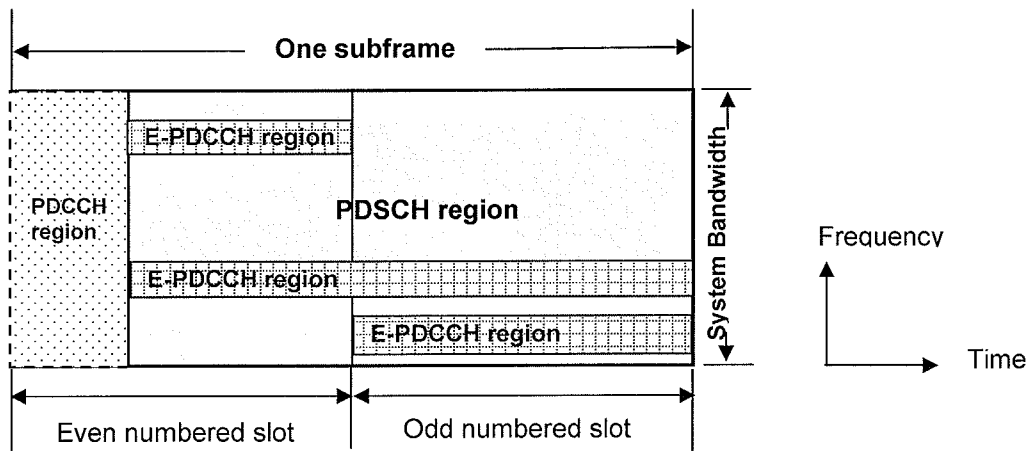 One subframe
E-PDCCH region
PDCCH
region
PDSCH region
E-PDCCH region
E-PDCCH region
System Bandwidth
Frequency
Time
Even numbered slot
Odd numbered slot